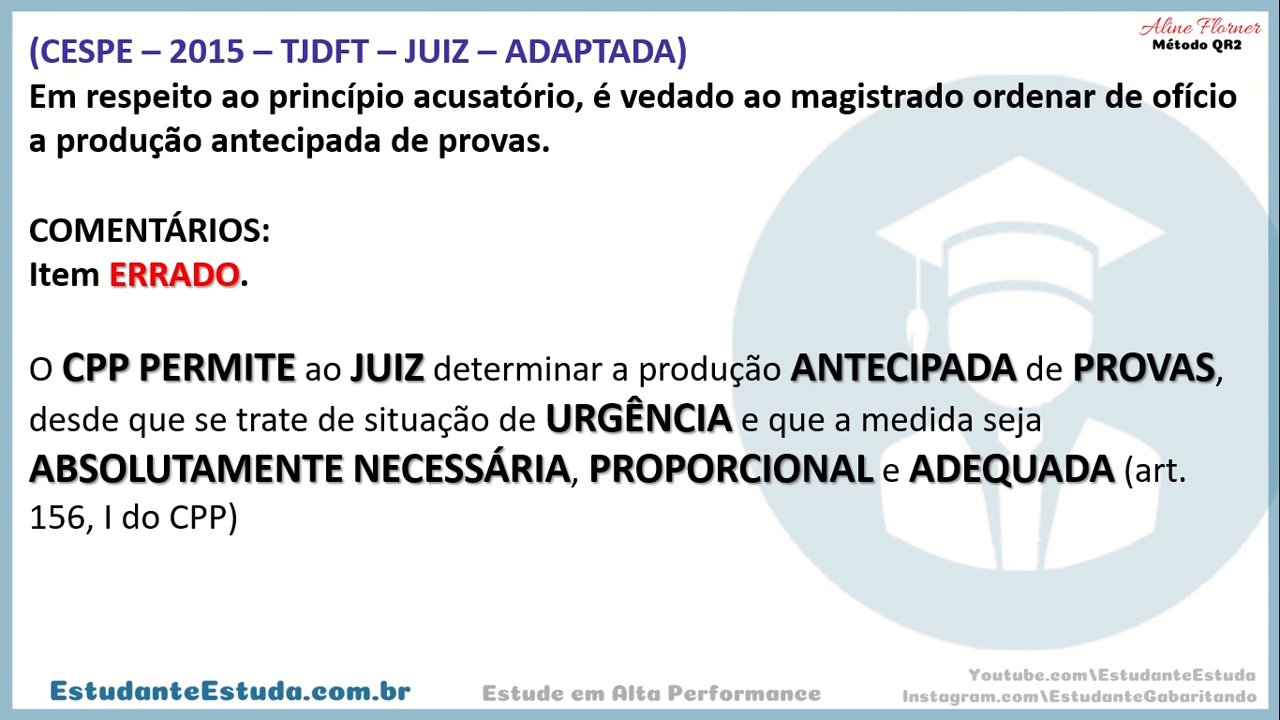 Aline Florner
Método QR2
(CESPE – 2015 – TJDFT – JUIZ – ADAPTADA)
Em respeito ao princípio acusatório, é vedado ao magistrado ordenar de ofício
a produção antecipada de provas.
COMENTÁRIOS:
Item ERRADO.
O CPP PERMITE ao JUIZ determinar a produção ANTECIPADA de PROVAS,
desde que se trate de situação de URGÊNCIA e que a medida seja
ABSOLUTAMENTE NECESSÁRIA, PROPORCIONAL e ADEQUADA (art.
156, I do CPP)
EstudanteEstuda.com.br
Estude em Alta Performance
Youtube.com\EstudanteEstuda
Instagram.com\EstudanteGabaritando